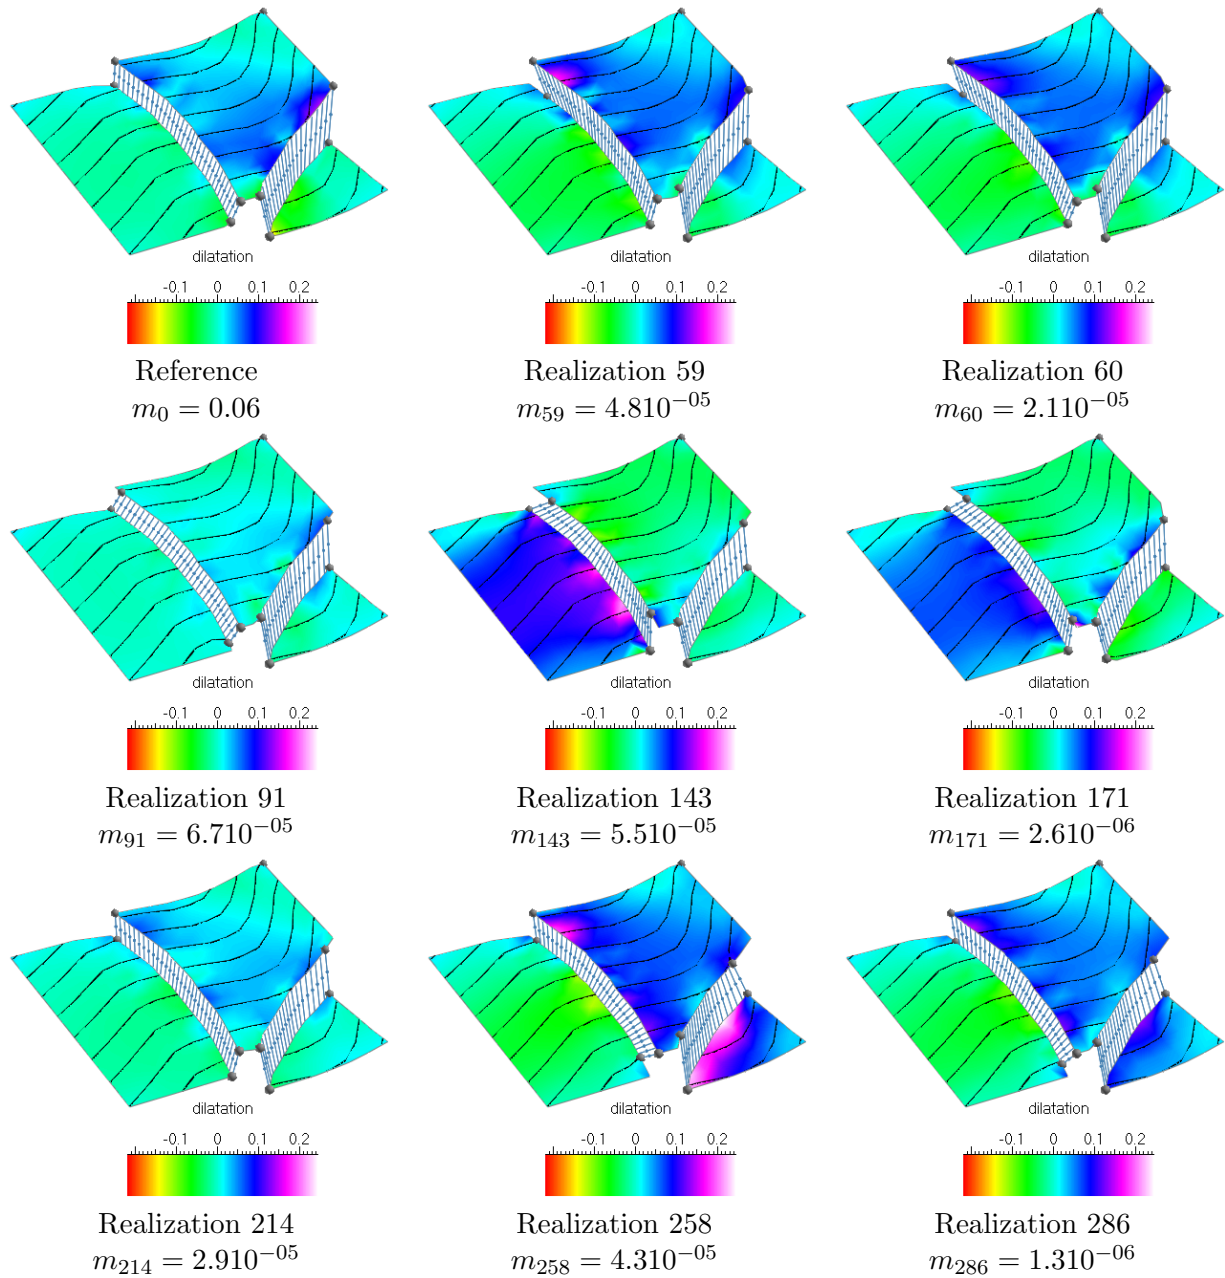 dilatation dilatation dilatation
-0.1 0 0.1 0.2 -0.1 0 0.1 0.2 -0.1 0 0.1 0.2
Reference Realization 59 Realization 60
m₀ = 0.06 m₅₉ = 4.810⁻⁰⁵ m₆₀ = 2.110⁻⁰⁵
dilatation dilatation dilatation
-0.1 0 0.1 0.2 -0.1 0 0.1 0.2 -0.1 0 0.1 0.2
Realization 91 Realization 143 Realization 171
m₉₁ = 6.710⁻⁰⁵ m₁₄₃ = 5.510⁻⁰⁵ m₁₇₁ = 2.610⁻⁰⁶
dilatation dilatation dilatation
-0.1 0 0.1 0.2 -0.1 0 0.1 0.2 -0.1 0 0.1 0.2
Realization 214 Realization 258 Realization 286
m₂₁₄ = 2.910⁻⁰⁵ m₂₅₈ = 4.310⁻⁰⁵ m₂₈₆ = 1.310⁻⁰⁶